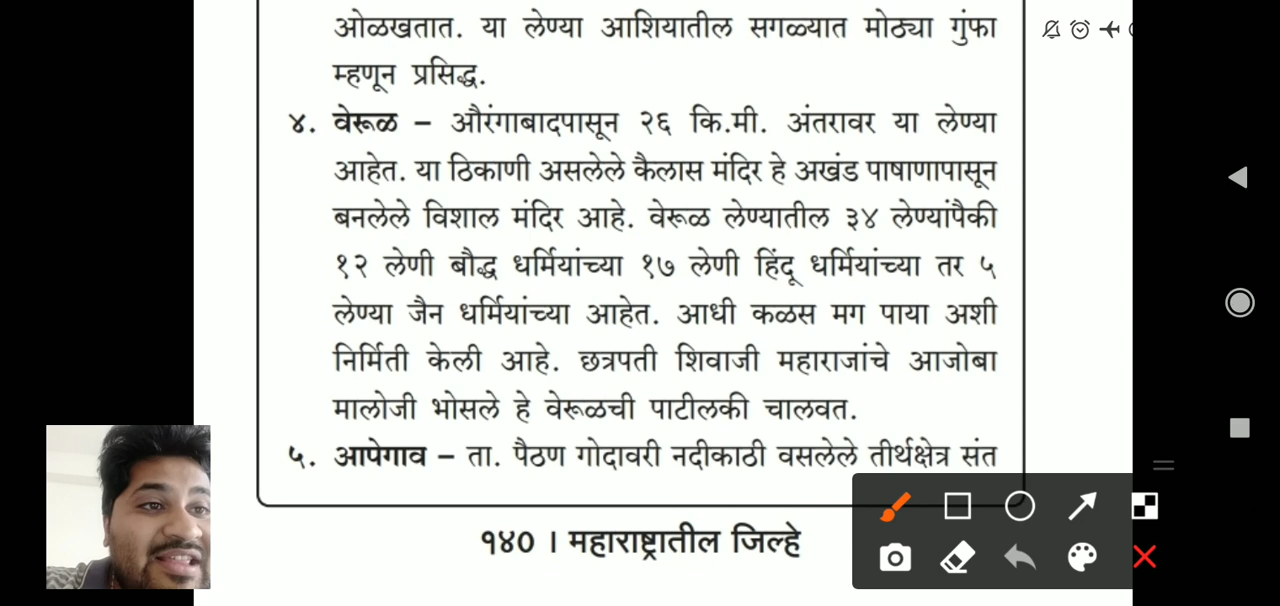 ओळखतात. या लेण्या आशियातील सगळ्यात मोठ्या गुंफा
म्हणून प्रसिद्ध.
४. वेरूळ – औरंगाबादपासून २६ कि.मी. अंतरावर या लेण्या
आहेत. या ठिकाणी असलेले कैलास मंदिर हे अखंड पाषाणापासून
बनलेले विशाल मंदिर आहे. वेरूळ लेण्यातील ३४ लेण्यांपैकी
१२ लेणी बौद्ध धर्मियांच्या १७ लेणी हिंदू धर्मियांच्या तर ५
लेण्या जैन धर्मियांच्या आहेत. आधी कळस मग पाया अशी
निर्मिती केली आहे. छत्रपती शिवाजी महाराजांचे आजोबा
मालोजी भोसले हे वेरूळची पाटीलकी चालवत.
५. आपेगाव – ता. पैठण गोदावरी नदीकाठी वसलेले तीर्थक्षेत्र संत
१४० । महाराष्ट्रातील जिल्हे